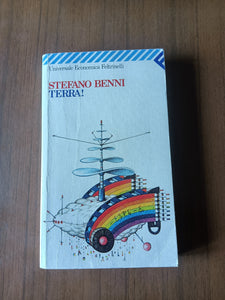 Universale Economica Feltrinelli
STEFANO BENNI
TERRA!